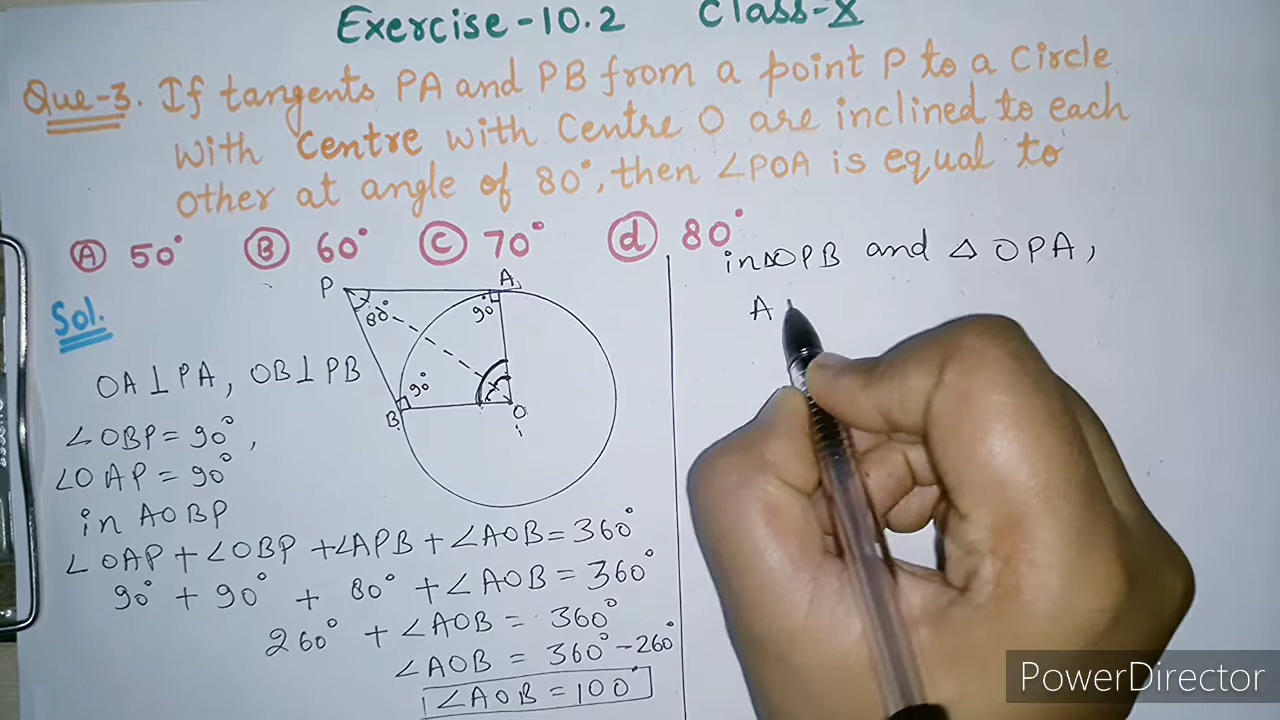 Exercise-10.2 Class-X
Que-3. If tangents PA and PB from a point P to a Circle
With Centre with Centre O are inclined to each
other at angle of 80°, then ∠POA is equal to
Ⓐ 50° Ⓑ 60° Ⓒ 70° ⓓ 80°
Sol.
P
A
80°
90°
90°
B
O
OA⊥PA, OB⊥PB
∠OBP = 90°,
∠OAP = 90°
in AOBP
∠OAP + ∠OBP + ∠APB + ∠AOB = 360°
90° + 90° + 80° + ∠AOB = 360°
260° + ∠AOB = 360°
∠AOB = 360° - 260°
∠AOB = 100°
in △OPB and △OPA,
A
PowerDirector